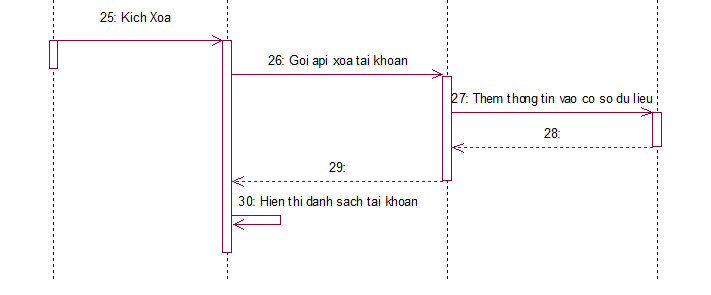 25: Kich Xoa
26: Goi api xoa tai khoan
27: Them thong tin vao co so du lieu
28:
29:
30: Hien thi danh sach tai khoan